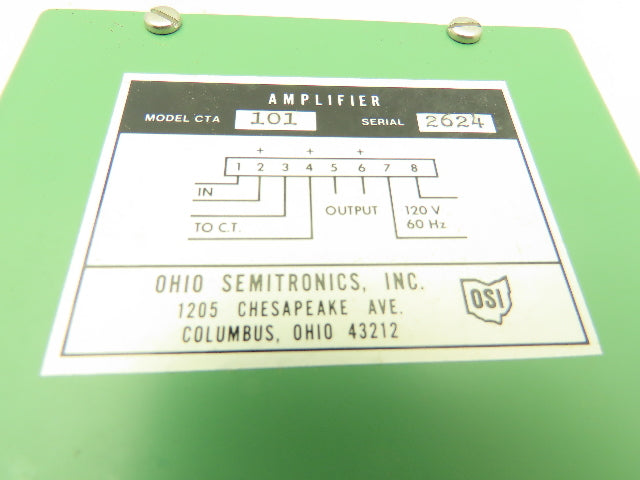 AMPLIFIER
MODEL CTA 101 SERIAL 2624
+ + +
1 2 3 4 5 6 7 8
IN
OUTPUT 120 V
TO C.T. 60 Hz
OHIO SEMITRONICS, INC.
1205 CHESAPEAKE AVE.
COLUMBUS, OHIO 43212
OSI